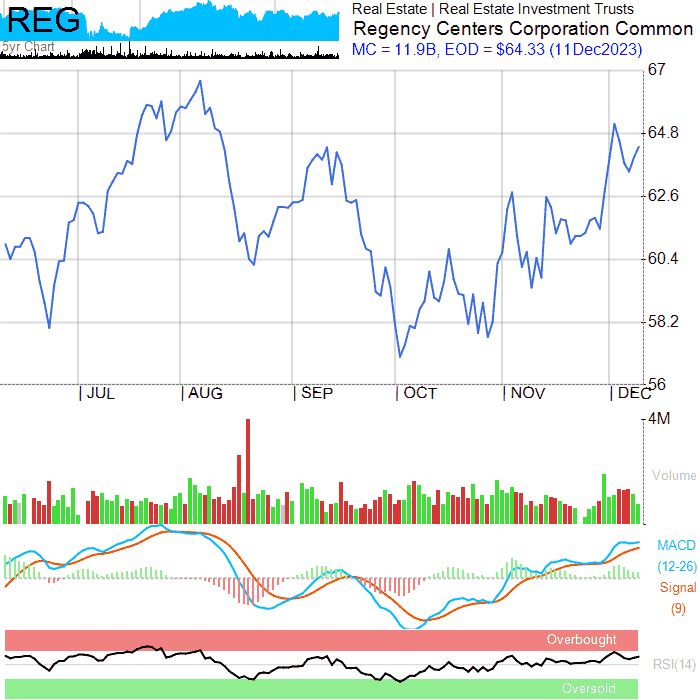 REG
5yr Chart
Real Estate | Real Estate Investment Trusts
Regency Centers Corporation Common
MC = 11.9B, EOD = $64.33 (11Dec2023)
67
64.8
62.6
60.4
58.2
56
| JUL | AUG | SEP | OCT | NOV | DEC
4M
Volume
MACD
(12-26)
Signal
(9)
Overbought
RSI(14)
Oversold